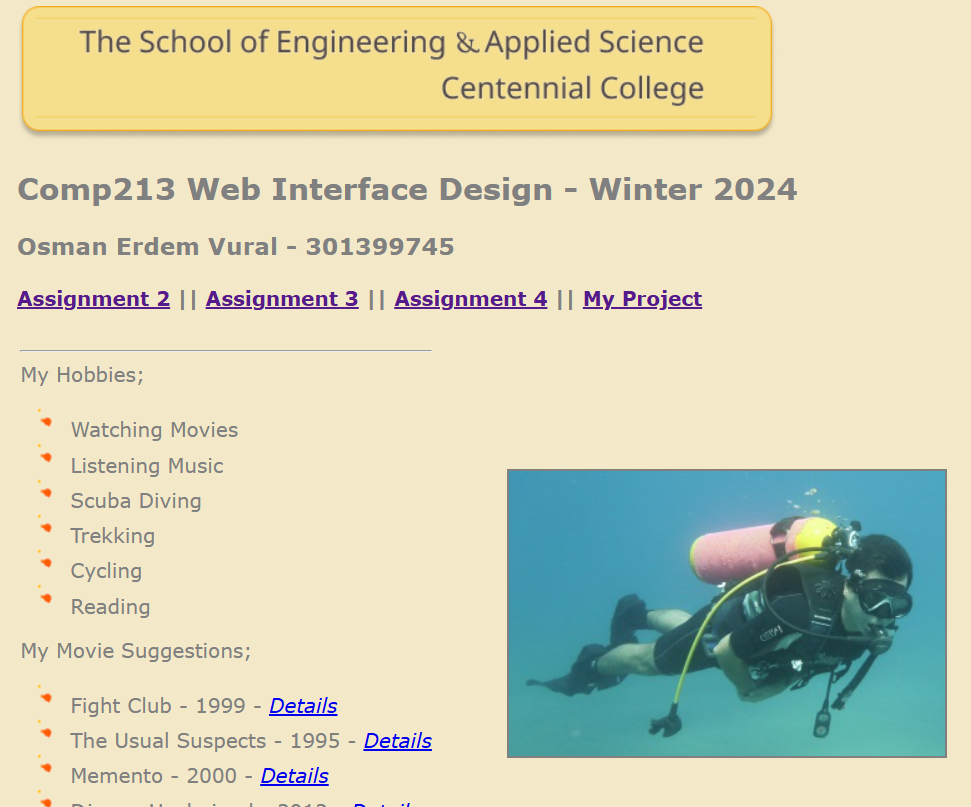 The School of Engineering & Applied Science
Centennial College
Comp213 Web Interface Design - Winter 2024
Osman Erdem Vural - 301399745
Assignment 2 || Assignment 3 || Assignment 4 || My Project
My Hobbies;
Watching Movies
Listening Music
Scuba Diving
Trekking
Cycling
Reading
My Movie Suggestions;
Fight Club - 1999 - Details
The Usual Suspects - 1995 - Details
Memento - 2000 - Details